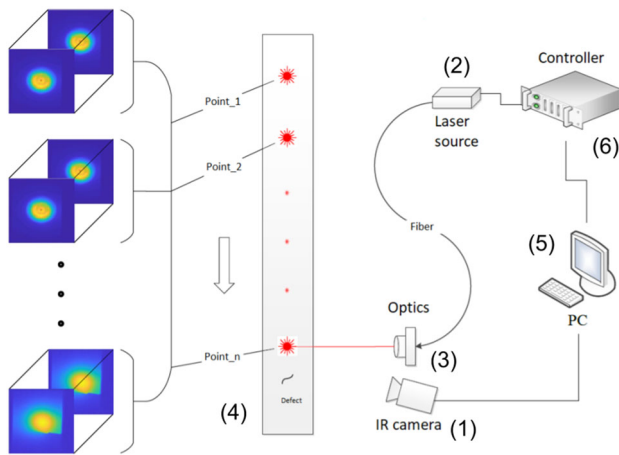 Point_1
Point_2
Point_n
(4)
Defect
(2)
Laser
source
Controller
(6)
Fiber
(5)
PC
Optics
(3)
IR camera
(1)